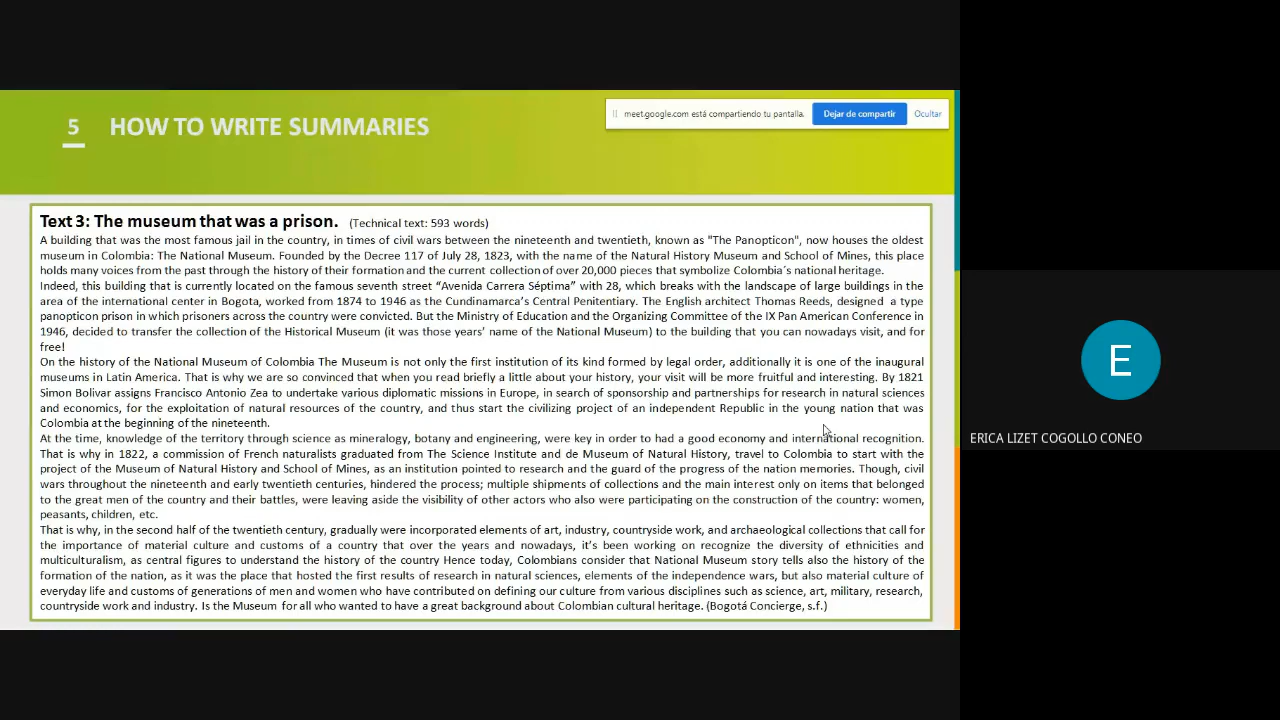 5 HOW TO WRITE SUMMARIES
meet.google.com está compartiendo tu pantalla. Dejar de compartir Ocultar
Text 3: The museum that was a prison. (Technical text: 593 words)
A building that was the most famous jail in the country, in times of civil wars between the nineteenth and twentieth, known as "The Panopticon", now houses the oldest
museum in Colombia: The National Museum. Founded by the Decree 117 of July 28, 1823, with the name of the Natural History Museum and School of Mines, this place
holds many voices from the past through the history of their formation and the current collection of over 20,000 pieces that symbolize Colombia´s national heritage.
Indeed, this building that is currently located on the famous seventh street “Avenida Carrera Séptima” with 28, which breaks with the landscape of large buildings in the
area of the international center in Bogota, worked from 1874 to 1946 as the Cundinamarca’s Central Penitentiary. The English architect Thomas Reeds, designed a type
panopticon prison in which prisoners across the country were convicted. But the Ministry of Education and the Organizing Committee of the IX Pan American Conference in
1946, decided to transfer the collection of the Historical Museum (it was those years’ name of the National Museum) to the building that you can nowadays visit, and for
free!
On the history of the National Museum of Colombia The Museum is not only the first institution of its kind formed by legal order, additionally it is one of the inaugural
museums in Latin America. That is why we are so convinced that when you read briefly a little about your history, your visit will be more fruitful and interesting. By 1821
Simon Bolivar assigns Francisco Antonio Zea to undertake various diplomatic missions in Europe, in search of sponsorship and partnerships for research in natural sciences
and economics, for the exploitation of natural resources of the country, and thus start the civilizing project of an independent Republic in the young nation that was
Colombia at the beginning of the nineteenth.
At the time, knowledge of the territory through science as mineralogy, botany and engineering, were key in order to had a good economy and international recognition.
That is why in 1822, a commission of French naturalists graduated from The Science Institute and de Museum of Natural History, travel to Colombia to start with the
project of the Museum of Natural History and School of Mines, as an institution pointed to research and the guard of the progress of the nation memories. Though, civil
wars throughout the nineteenth and early twentieth centuries, hindered the process; multiple shipments of collections and the main interest only on items that belonged
to the great men of the country and their battles, were leaving aside the visibility of other actors who also were participating on the construction of the country: women,
peasants, children, etc.
That is why, in the second half of the twentieth century, gradually were incorporated elements of art, industry, countryside work, and archaeological collections that call for
the importance of material culture and customs of a country that over the years and nowadays, it’s been working on recognize the diversity of ethnicities and
multiculturalism, as central figures to understand the history of the country Hence today, Colombians consider that National Museum story tells also the history of the
formation of the nation, as it was the place that hosted the first results of research in natural sciences, elements of the independence wars, but also material culture of
everyday life and customs of generations of men and women who have contributed on defining our culture from various disciplines such as science, art, military, research,
countryside work and industry. Is the Museum for all who wanted to have a great background about Colombian cultural heritage. (Bogotá Concierge, s.f.)
E
ERICA LIZET COGOLLO CONEO